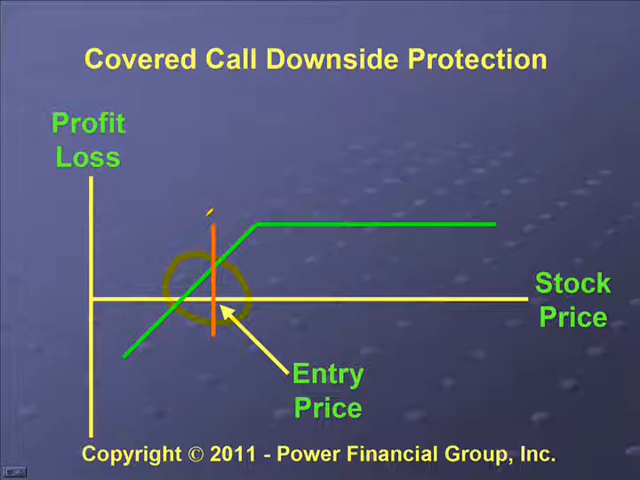 Covered Call Downside Protection
Profit
Loss
Stock
Price
Entry
Price
Copyright © 2011 - Power Financial Group, Inc.